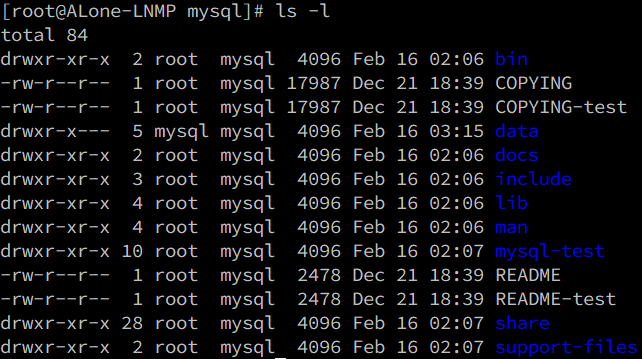 [root@ALone-LNMP mysql]# ls -l
total 84
drwxr-xr-x  2 root  mysql  4096 Feb 16 02:06 bin
-rw-r--r--  1 root  mysql 17987 Dec 21 18:39 COPYING
-rw-r--r--  1 root  mysql 17987 Dec 21 18:39 COPYING-test
drwxr-x---  5 mysql mysql  4096 Feb 16 03:15 data
drwxr-xr-x  2 root  mysql  4096 Feb 16 02:06 docs
drwxr-xr-x  3 root  mysql  4096 Feb 16 02:06 include
drwxr-xr-x  4 root  mysql  4096 Feb 16 02:06 lib
drwxr-xr-x  4 root  mysql  4096 Feb 16 02:06 man
drwxr-xr-x 10 root  mysql  4096 Feb 16 02:07 mysql-test
-rw-r--r--  1 root  mysql  2478 Dec 21 18:39 README
-rw-r--r--  1 root  mysql  2478 Dec 21 18:39 README-test
drwxr-xr-x 28 root  mysql  4096 Feb 16 02:07 share
drwxr-xr-x  2 root  mysql  4096 Feb 16 02:07 support-files